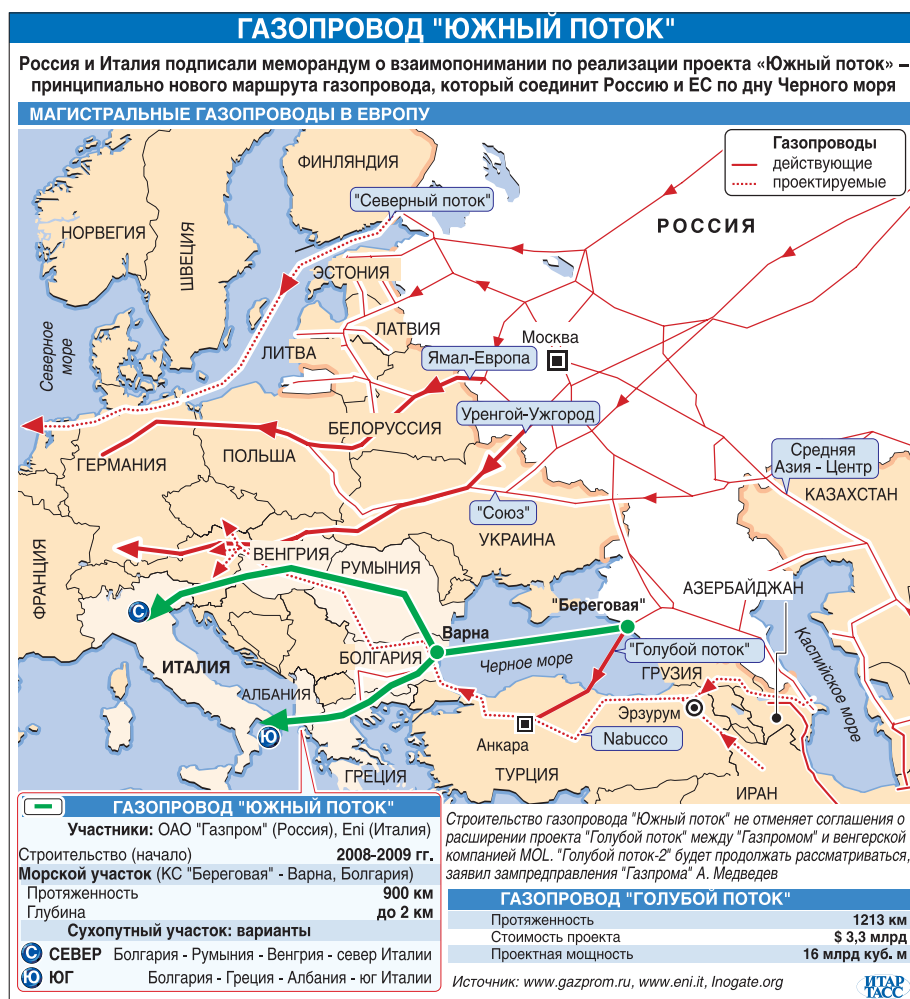 ГАЗОПРОВОД "ЮЖНЫЙ ПОТОК"
Россия и Италия подписали меморандум о взаимопонимании по реализации проекта «Южный поток» –
принципиально нового маршрута газопровода, который соединит Россию и ЕС по дну Черного моря
МАГИСТРАЛЬНЫЕ ГАЗОПРОВОДЫ В ЕВРОПУ
Газопроводы
действующие
проектируемые
ФИНЛЯНДИЯ
"Северный поток"
НОРВЕГИЯ
ШВЕЦИЯ
РОССИЯ
ЭСТОНИЯ
Северное
море
ЛАТВИЯ
Москва
ЛИТВА
Ямал-Европа
Уренгой-Ужгород
БЕЛОРУССИЯ
ПОЛЬША
ГЕРМАНИЯ
Средняя
Азия - Центр
КАЗАХСТАН
"Союз"
УКРАИНА
ФРАНЦИЯ
ВЕНГРИЯ
РУМЫНИЯ
АЗЕРБАЙДЖАН
"Береговая"
С
Варна
Черное море
"Голубой поток"
Каспийское море
ИТАЛИЯ
БОЛГАРИЯ
ГРУЗИЯ
АЛБАНИЯ
Эрзурум
Ю
Nabucco
Анкара
ГРЕЦИЯ
ТУРЦИЯ
ИРАН
ГАЗОПРОВОД "ЮЖНЫЙ ПОТОК"
Участники: ОАО "Газпром" (Россия), Eni (Италия)
Строительство (начало) 2008-2009 гг.
Морской участок (КС "Береговая" - Варна, Болгария)
Протяженность 900 км
Глубина до 2 км
Сухопутный участок: варианты
С СЕВЕР Болгария - Румыния - Венгрия - север Италии
Ю ЮГ Болгария - Греция - Албания - юг Италии
Строительство газопровода "Южный поток" не отменяет соглашения о
расширении проекта "Голубой поток" между "Газпромом" и венгерской
компанией MOL. "Голубой поток-2" будет продолжать рассматриваться,
заявил зампредправления "Газпрома" А. Медведев
ГАЗОПРОВОД "ГОЛУБОЙ ПОТОК"
Протяженность 1213 км
Стоимость проекта $ 3,3 млрд
Проектная мощность 16 млрд куб. м
Источник: www.gazprom.ru, www.eni.it, Inogate.org
ИТАР
ТАСС